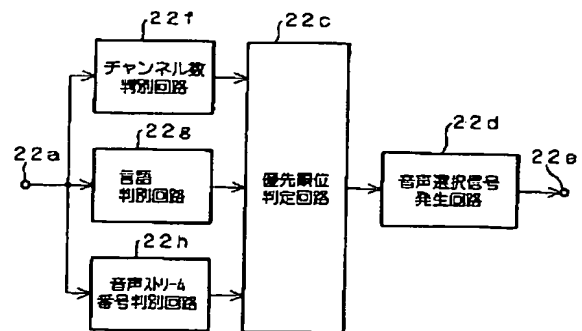 22f
22c
チャンネル数
判別回路
22g
22a
言語
判別回路
優先順位
判定回路
22d
22e
音声選択信号
発生回路
22h
音声ストリーム
番号判別回路